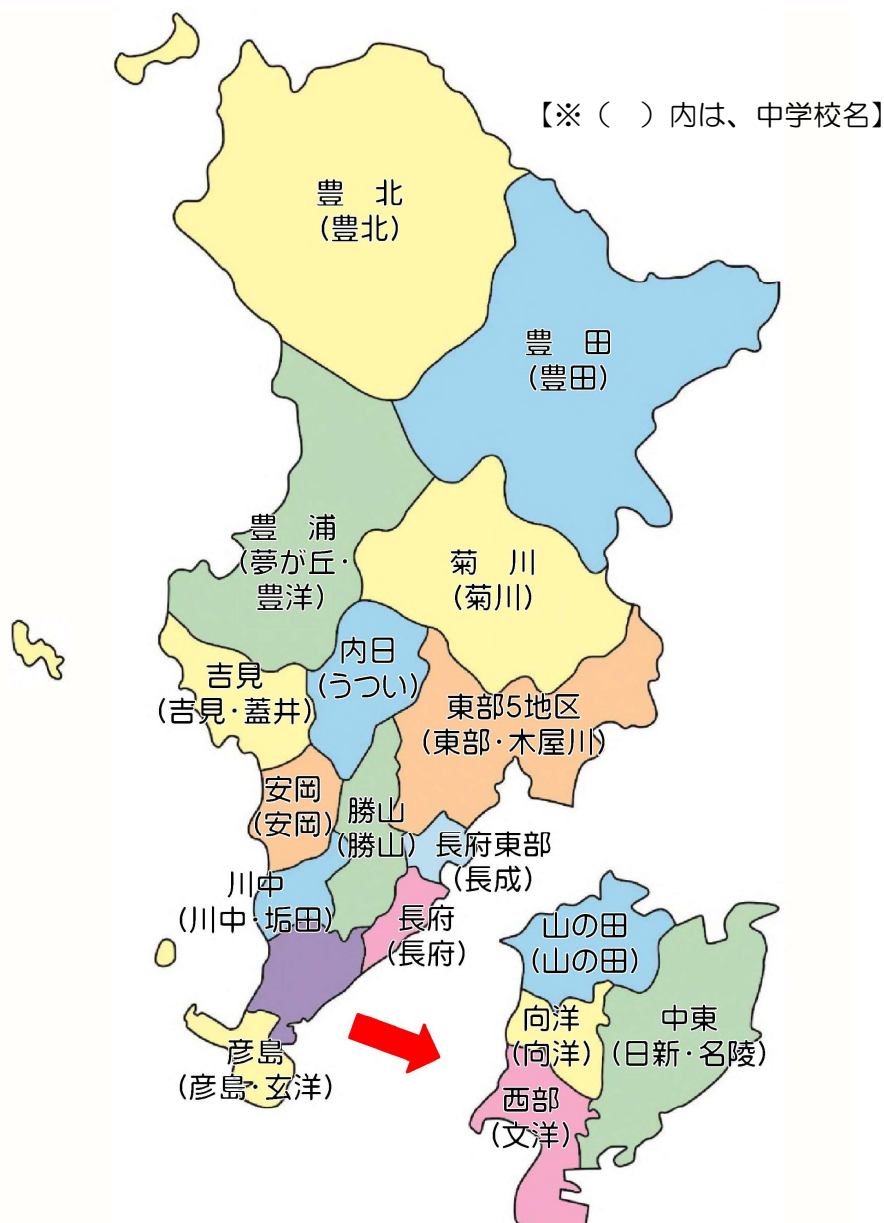 【※（　）内は、中学校名】
豊　北
(豊北)
豊　田
(豊田)
豊　浦
(夢が丘・
豊洋)
菊　川
(菊川)
内日
(うつい)
吉見
(吉見・蓋井)
東部5地区
(東部・木屋川)
安岡
(安岡)
勝山
(勝山)
長府東部
(長成)
川中
(川中・垢田)
長府
(長府)
山の田
(山の田)
向洋
(向洋)
中東
(日新・名陵)
彦島
(彦島・玄洋)
西部
(文洋)